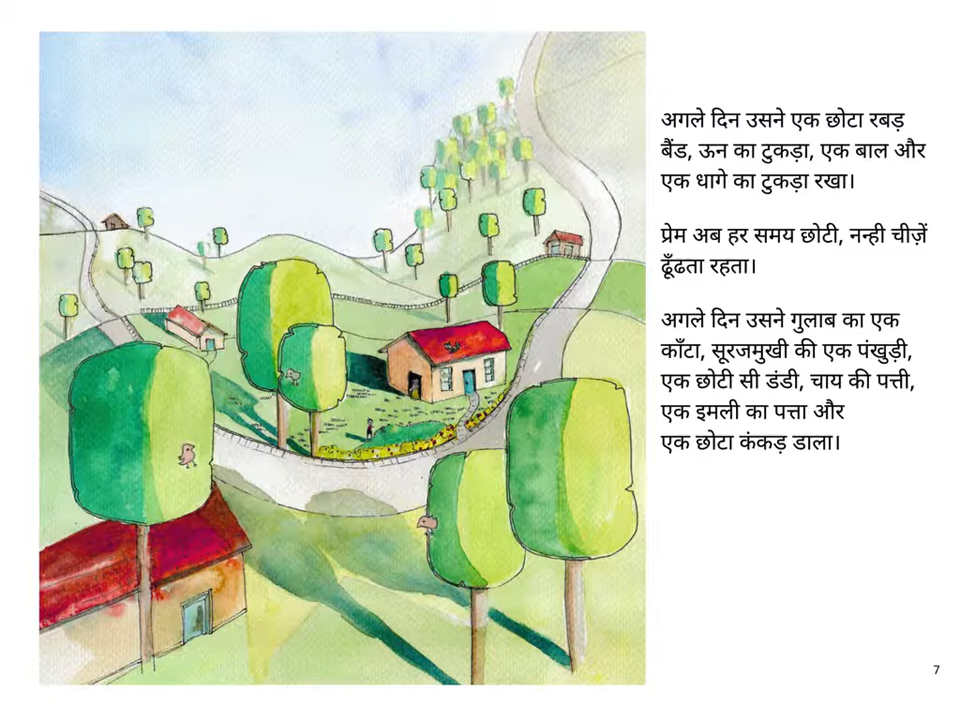 अगले दिन उसने एक छोटा रबड़
बैंड, ऊन का टुकड़ा, एक बाल और
एक धागे का टुकड़ा रखा।
प्रेम अब हर समय छोटी, नन्ही चीज़ें
ढूँढता रहता।
अगले दिन उसने गुलाब का एक
काँटा, सूरजमुखी की एक पंखुड़ी,
एक छोटी सी डंडी, चाय की पत्ती,
एक इमली का पत्ता और
एक छोटा कंकड़ डाला।
7